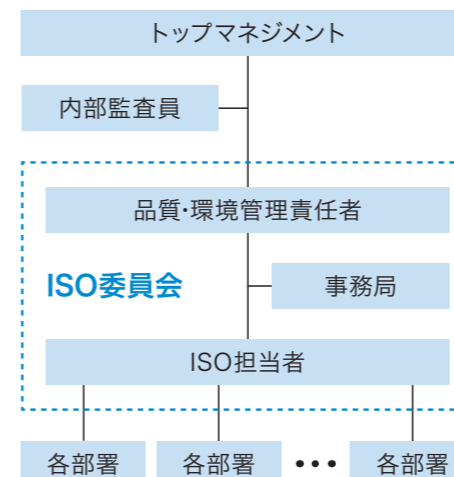 トップマネジメント
内部監査員
品質・環境管理責任者
ISO委員会
事務局
ISO担当者
各部署 各部署 ••• 各部署